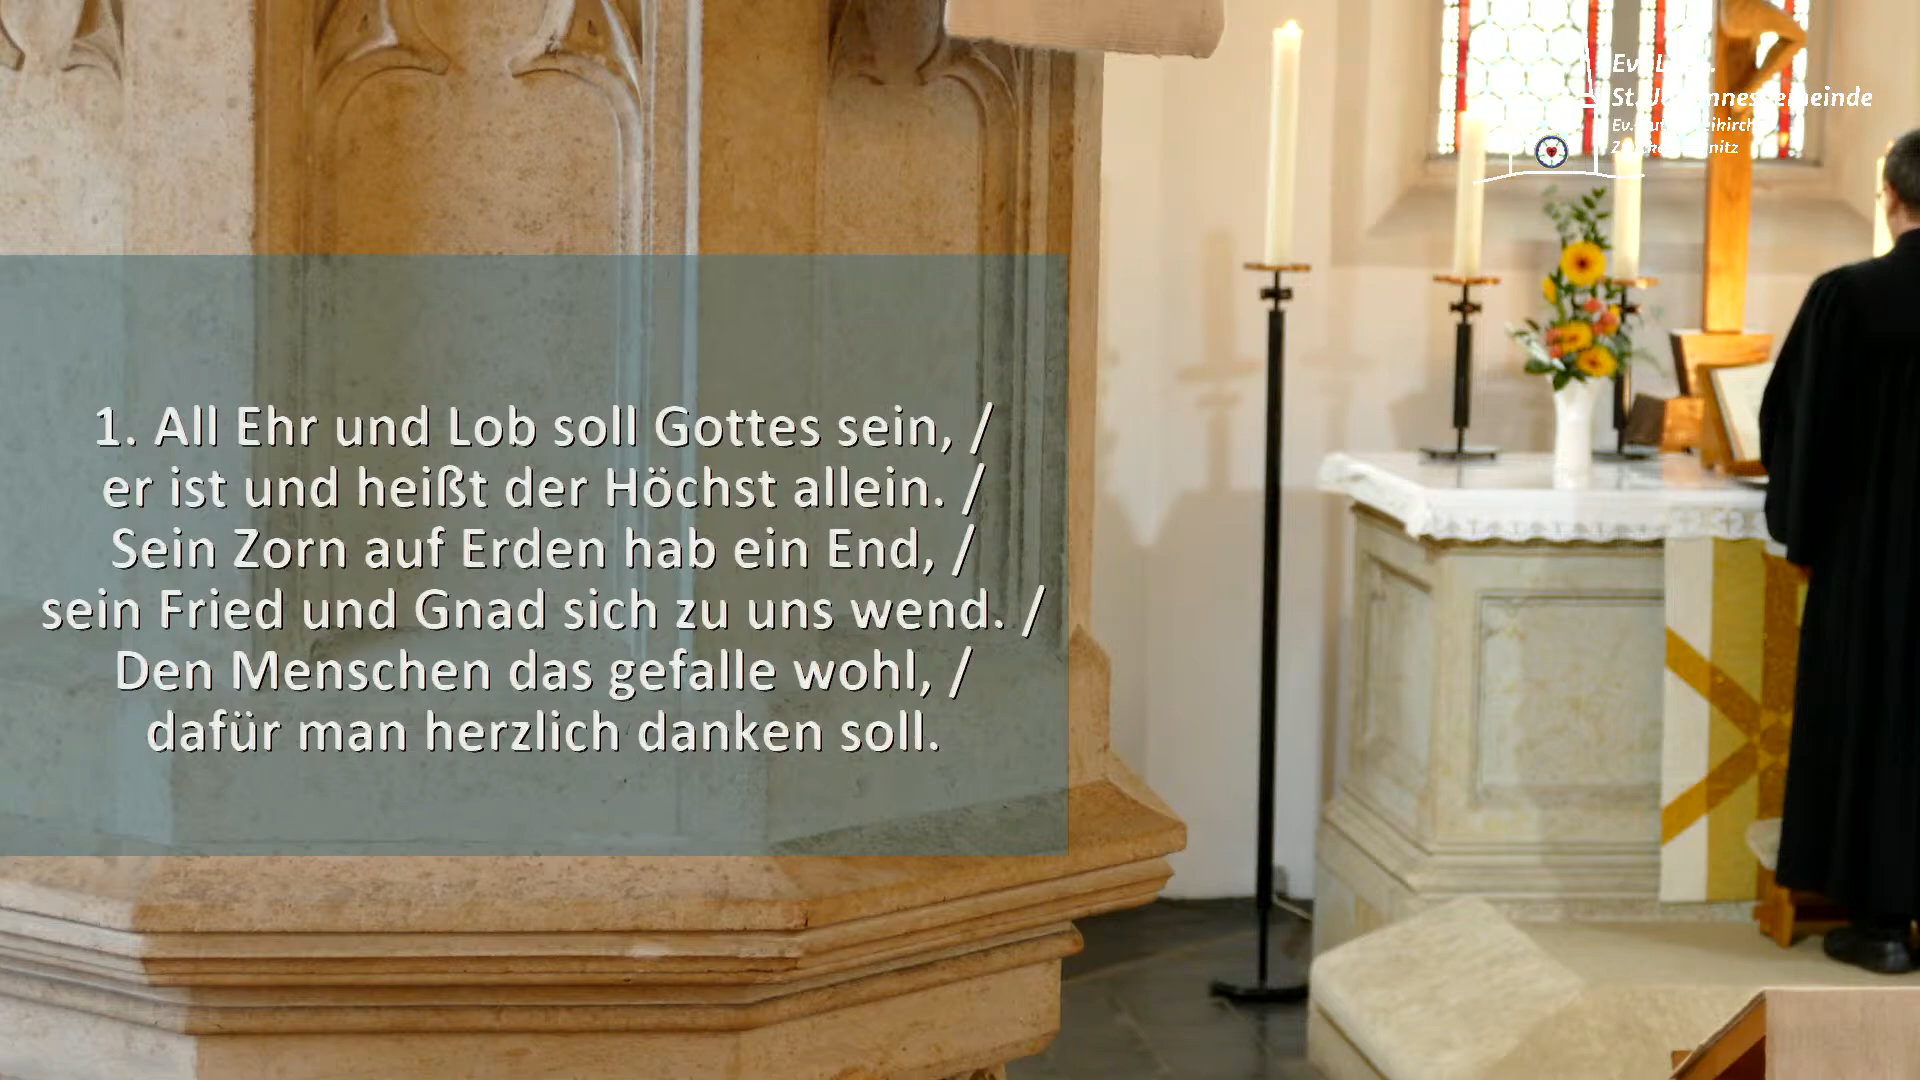 1. All Ehr und Lob soll Gottes sein, /
er ist und heißt der Höchst allein. /
Sein Zorn auf Erden hab ein End, /
sein Fried und Gnad sich zu uns wend. /
Den Menschen das gefalle wohl, /
dafür man herzlich danken soll.
St.